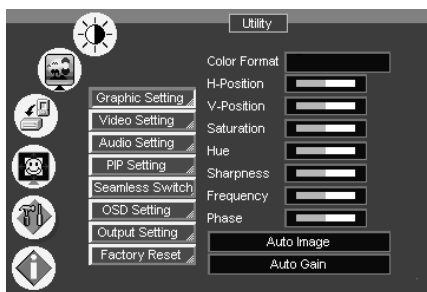 Utility
Graphic Setting
Video Setting
Audio Setting
PIP Setting
Seamless Switch
OSD Setting
Output Setting
Factory Reset
Color Format
H-Position
V-Position
Saturation
Hue
Sharpness
Frequency
Phase
Auto Image
Auto Gain